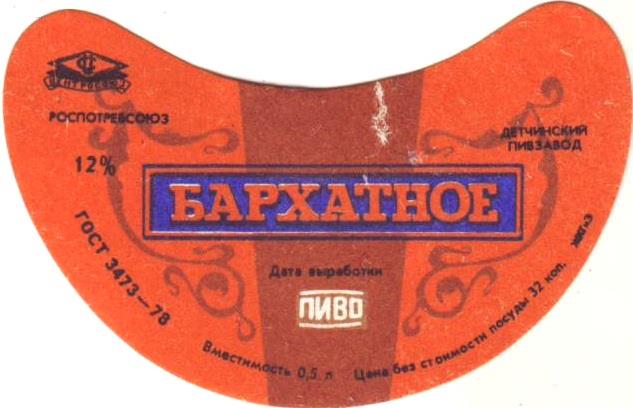 ЦЕНТРОСОЮЗ
РОСПОТРЕБСОЮЗ
ДЕТЧИНСКИЙ
ПИВЗАВОД
12%
БАРХАТНОЕ
ГОСТ 3473—78
Дата выработки
ПИВО
Вместимость 0,5 л
Цена без стоимости посуды 32 коп.